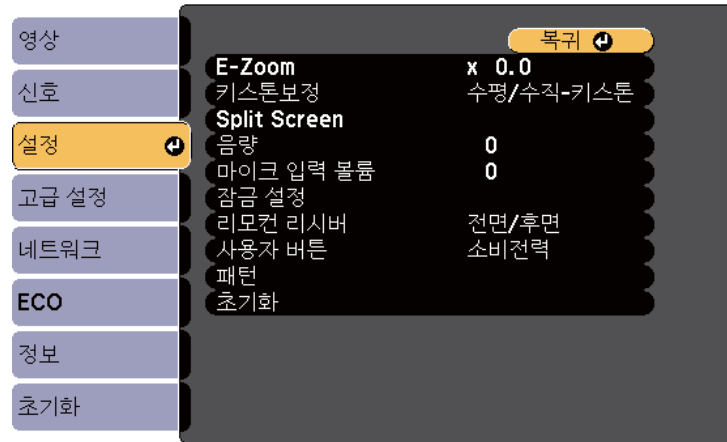 영상
신호
설정
고급 설정
네트워크
ECO
정보
초기화
복귀
E-Zoom x 0.0
키스톤보정 수평/수직-키스톤
Split Screen
음량 0
마이크 입력 볼륨 0
잠금 설정
리모컨 리시버 전면/후면
사용자 버튼 소비전력
패턴
초기화